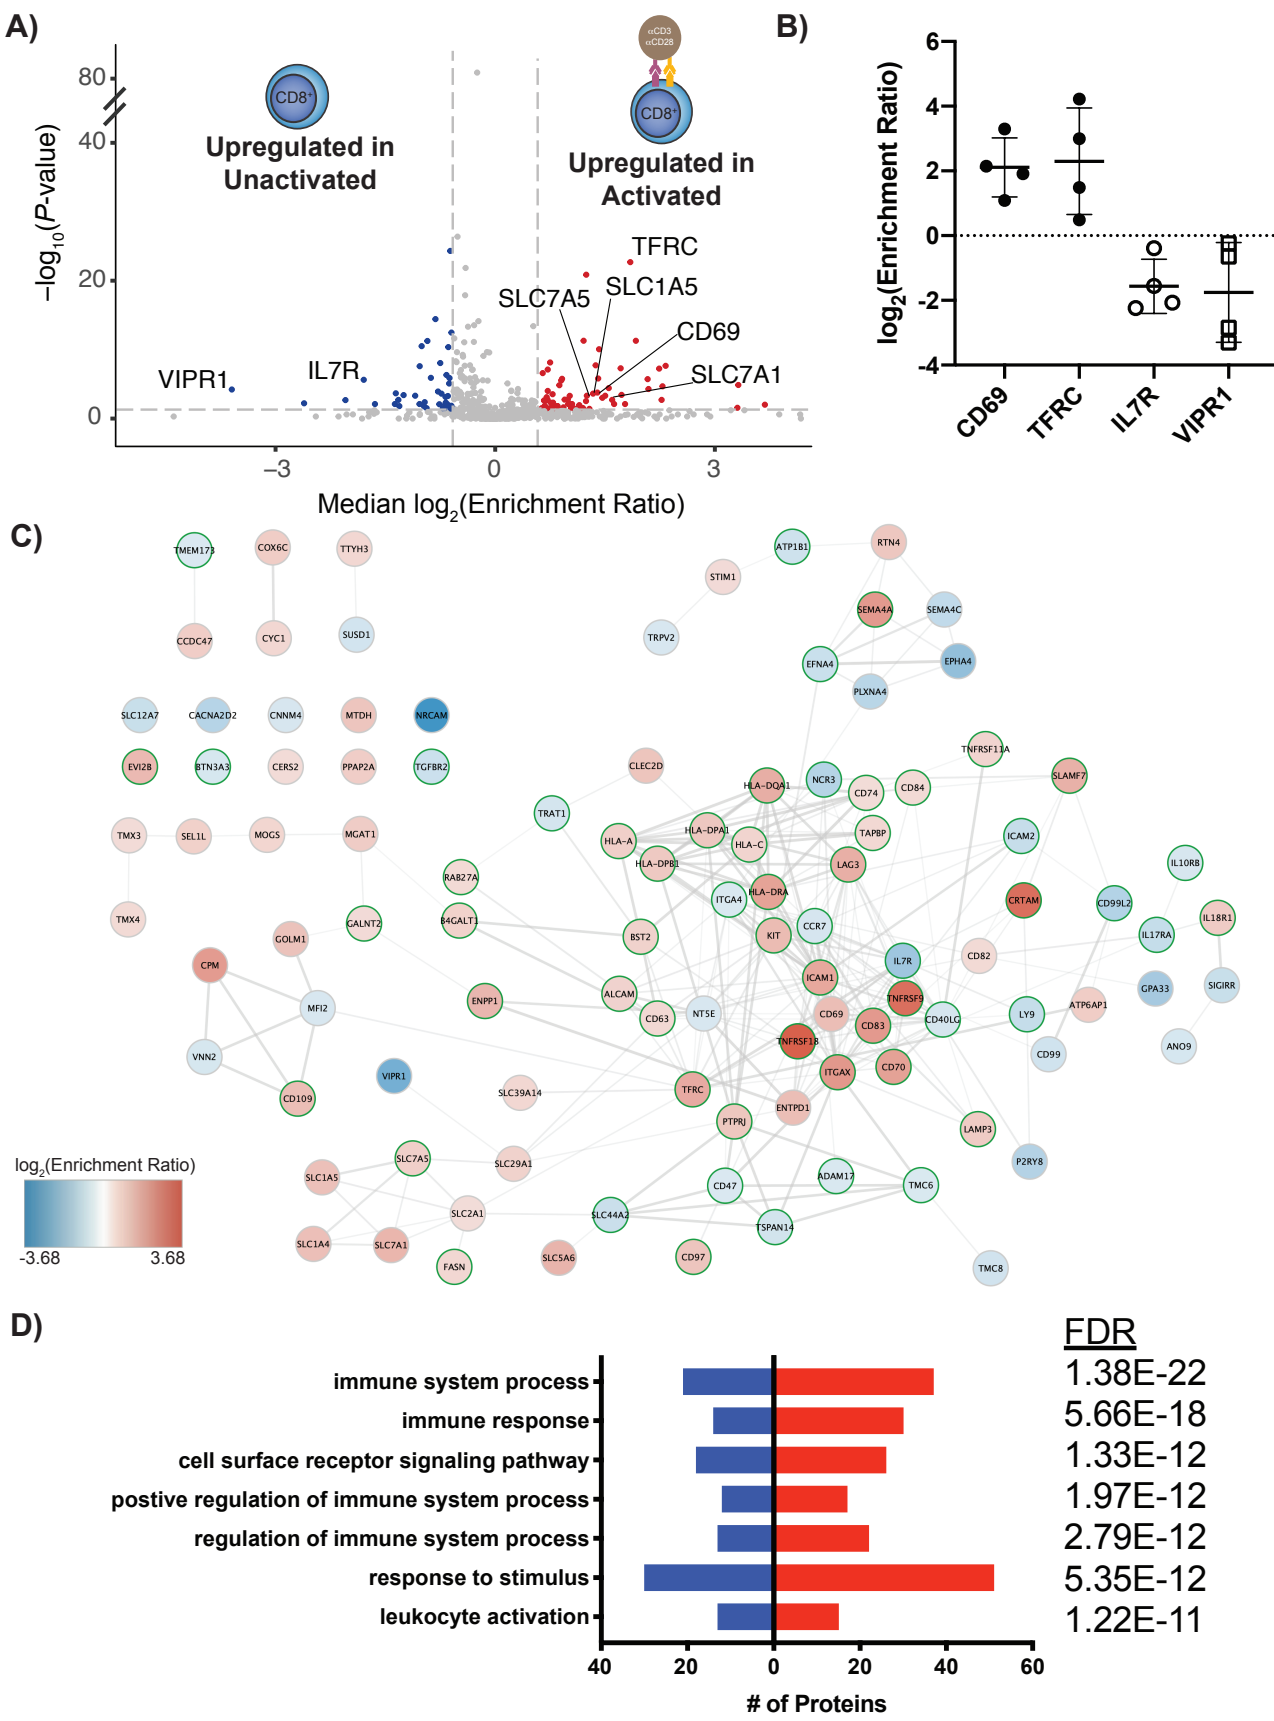 A)
αCD3
αCD28
CD8+
CD8+
Upregulated in
Unactivated
Upregulated in
Activated
80
40
20
0
–log10(P-value)
TFRC
SLC7A5
SLC1A5
CD69
SLC7A1
VIPR1
IL7R
−3
0
3
Median log2(Enrichment Ratio)
B)
6
4
2
0
-2
-4
log2(Enrichment Ratio)
CD69
TFRC
IL7R
VIPR1
C)
TMEM173
COX6C
TTYH3
ATP1B1
RTN4
STIM1
CCDC47
CYC1
SUSD1
TRPV2
SEMA4A
SEMA4C
EFNA4
EPHA4
PLXNA4
SLC12A7
CACNA2D2
CNNM4
MTDH
NRCAM
EVI2B
BTN3A3
CERS2
PPAP2A
TGFBR2
CLEC2D
TNFRSF11A
HLA-DQA1
NCR3
CD74
CD84
SLAMF7
TRAT1
TMX3
SEL1L
MOGS
MGAT1
HLA-A
HLA-DPA1
HLA-C
TAPBP
ICAM2
HLA-DPB1
LAG3
IL10RB
RAB27A
ITGA4
HLA-DRA
CRTAM
CD99L2
TMX4
GALNT2
B4GALT1
BST2
KIT
CCR7
IL17RA
IL18R1
GOLM1
CPM
CD82
IL7R
ICAM1
GPA33
SIGIRR
MFI2
ENPP1
ALCAM
CD63
NT5E
CD69
TNFRSF9
CD83
CD40LG
LY9
ATP6AP1
TNFRSF18
VNN2
CD99
ANO9
VIPR1
ITGAX
CD70
CD109
SLC39A14
TFRC
ENTPD1
PTPRJ
LAMP3
SLC7A5
SLC29A1
P2RY8
SLC1A5
CD47
ADAM17
TMC6
SLC2A1
SLC44A2
TSPAN14
SLC1A4
SLC7A1
FASN
SLC5A6
CD97
TMC8
log2(Enrichment Ratio)
-3.68
3.68
D)
FDR
immune system process
1.38E-22
immune response
5.66E-18
cell surface receptor signaling pathway
1.33E-12
postive regulation of immune system process
1.97E-12
regulation of immune system process
2.79E-12
response to stimulus
5.35E-12
leukocyte activation
1.22E-11
40 20 0 20 40 60
# of Proteins